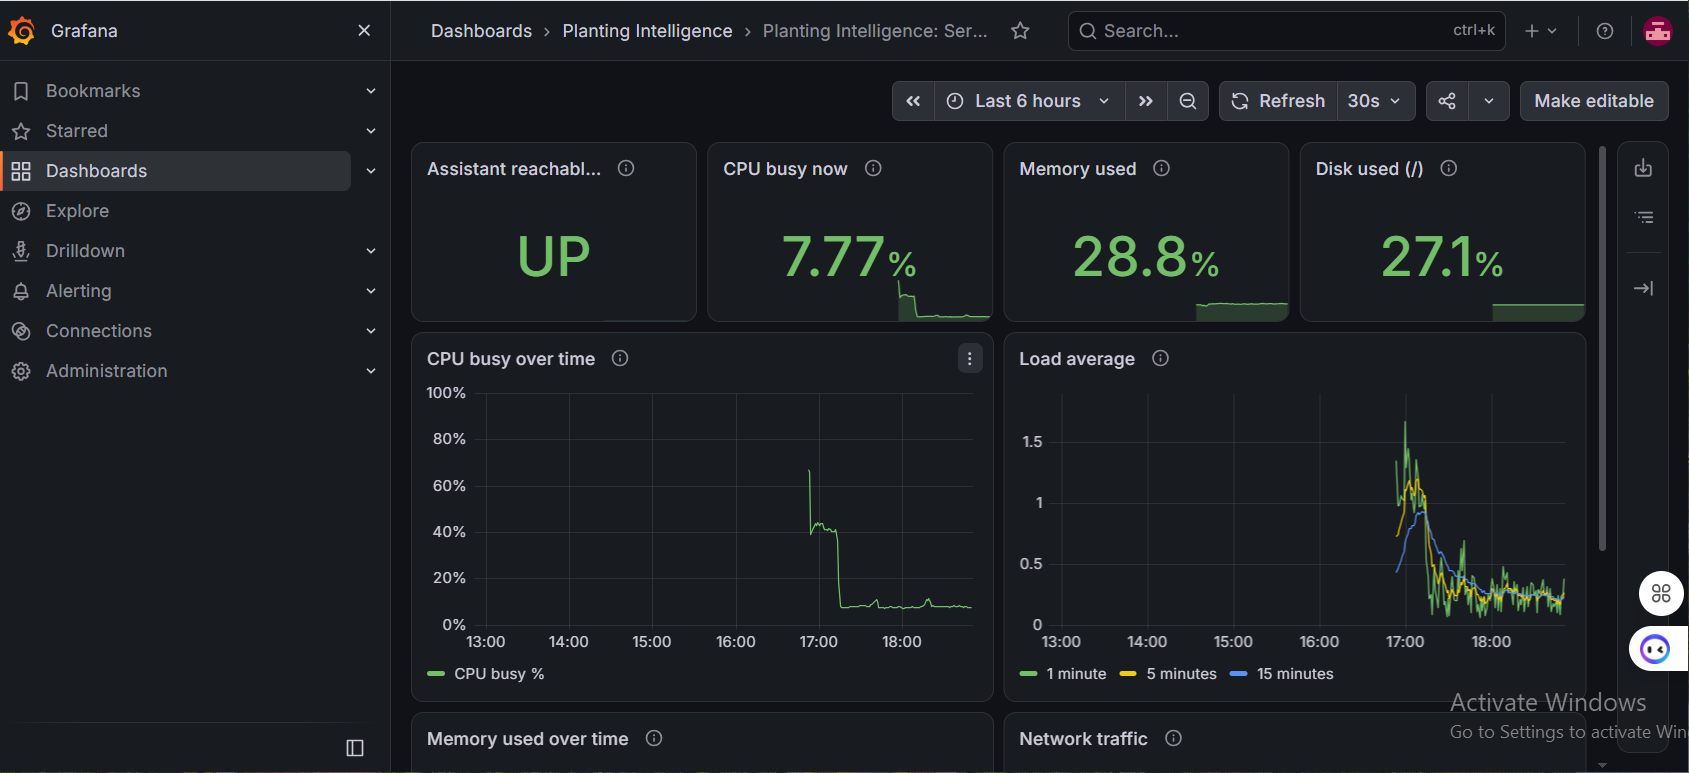 Grafana
Dashboards › Planting Intelligence › Planting Intelligence: Ser...
Search...
ctrl+k
Bookmarks
Starred
Dashboards
Explore
Drilldown
Alerting
Connections
Administration
Last 6 hours
Refresh
30s
Make editable
Assistant reachabl...
UP
CPU busy now
7.77%
Memory used
28.8%
Disk used (/)
27.1%
CPU busy over time
100%
80%
60%
40%
20%
0%
13:00 14:00 15:00 16:00 17:00 18:00
CPU busy %
Load average
1.5
1
0.5
0
13:00 14:00 15:00 16:00 17:00 18:00
1 minute 5 minutes 15 minutes
Memory used over time
Network traffic
Activate Windows
Go to Settings to activate Win